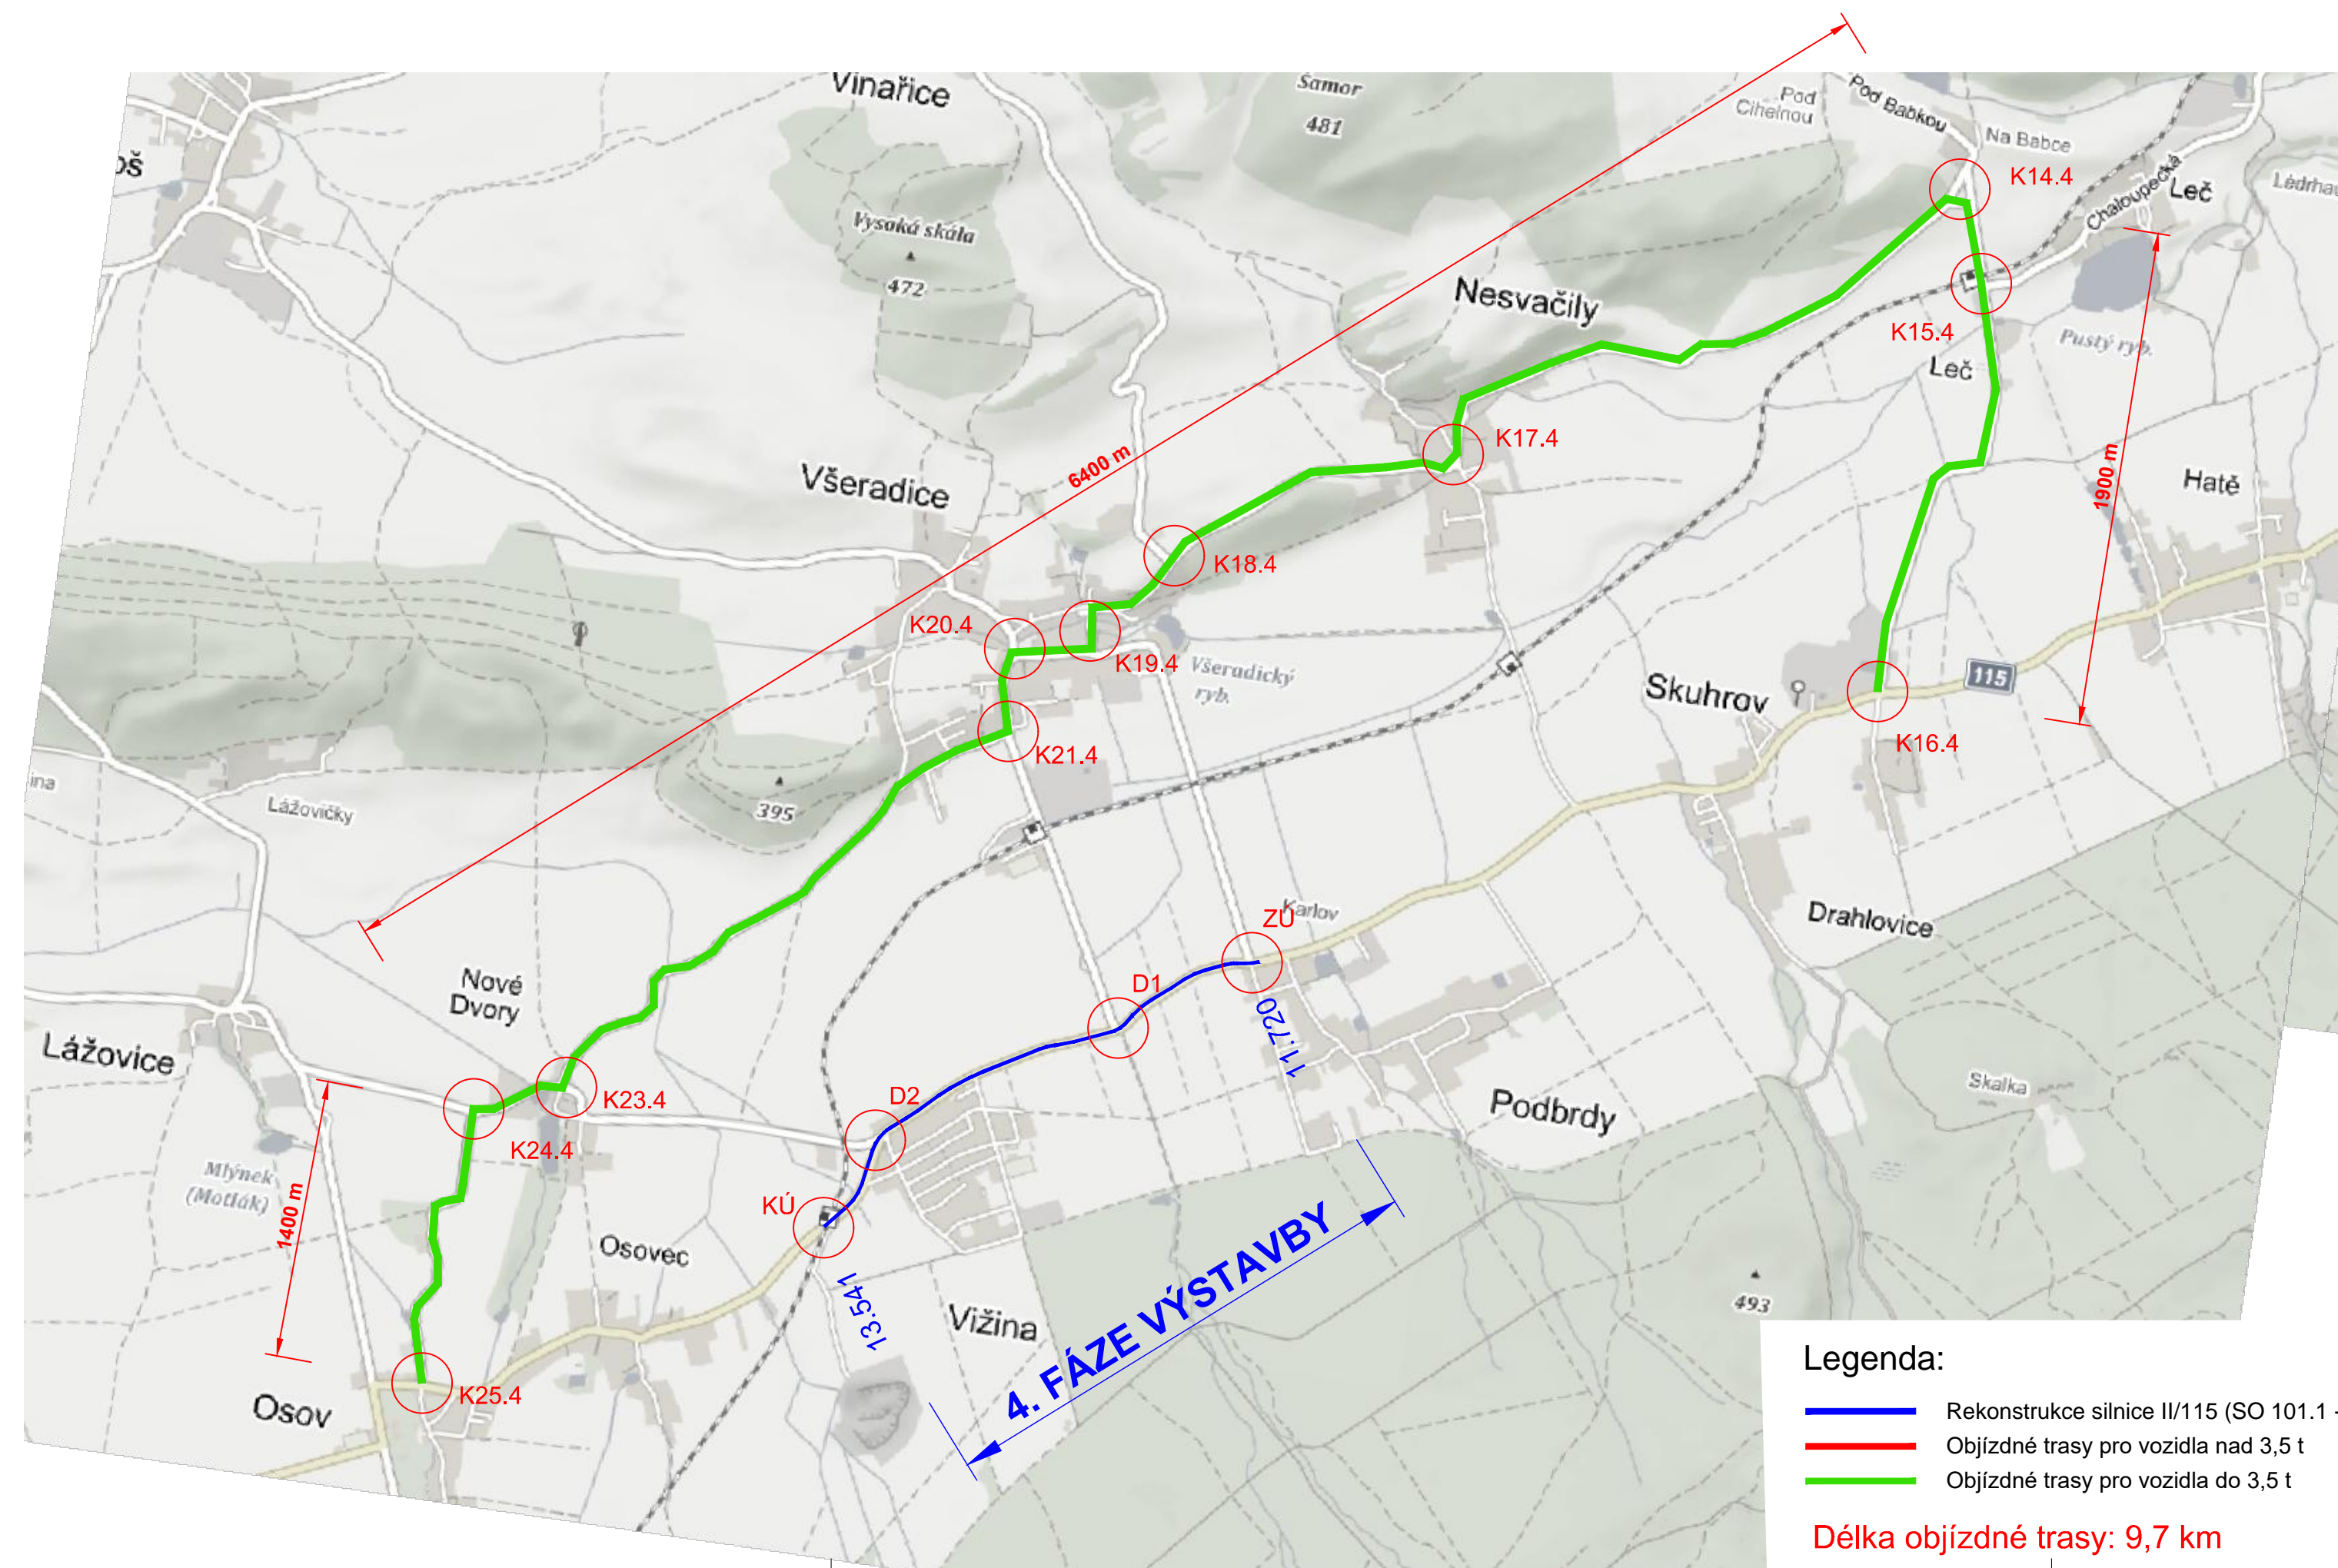 Vinařice
Šamor
481
Pod
Cihelnou
Pod Babkou
Na Babce
K14.4
Chaloupecká
Leč
oš
Vysoká skála
472
Nesvačily
K15.4
Leč
Pustý ryb.
6400 m
K17.4
Všeradice
1900 m
Hatě
K18.4
K20.4
K19.4
Všeradický
ryb.
Skuhrov
115
K21.4
K16.4
ina
Lážovičky
395
Karlov
ZÚ
Drahlovice
Nové
Dvory
D1
11.720
Lážovice
K23.4
D2
Skalka
Podbrdy
K24.4
Mlýnek
(Motlák)
1400 m
KÚ
Osovec
13.541
Vižina
4. FÁZE VÝSTAVBY
493
Osov
K25.4
Legenda:
Rekonstrukce silnice II/115 (SO 101.1 -
Objízdné trasy pro vozidla nad 3,5 t
Objízdné trasy pro vozidla do 3,5 t
Délka objízdné trasy: 9,7 km